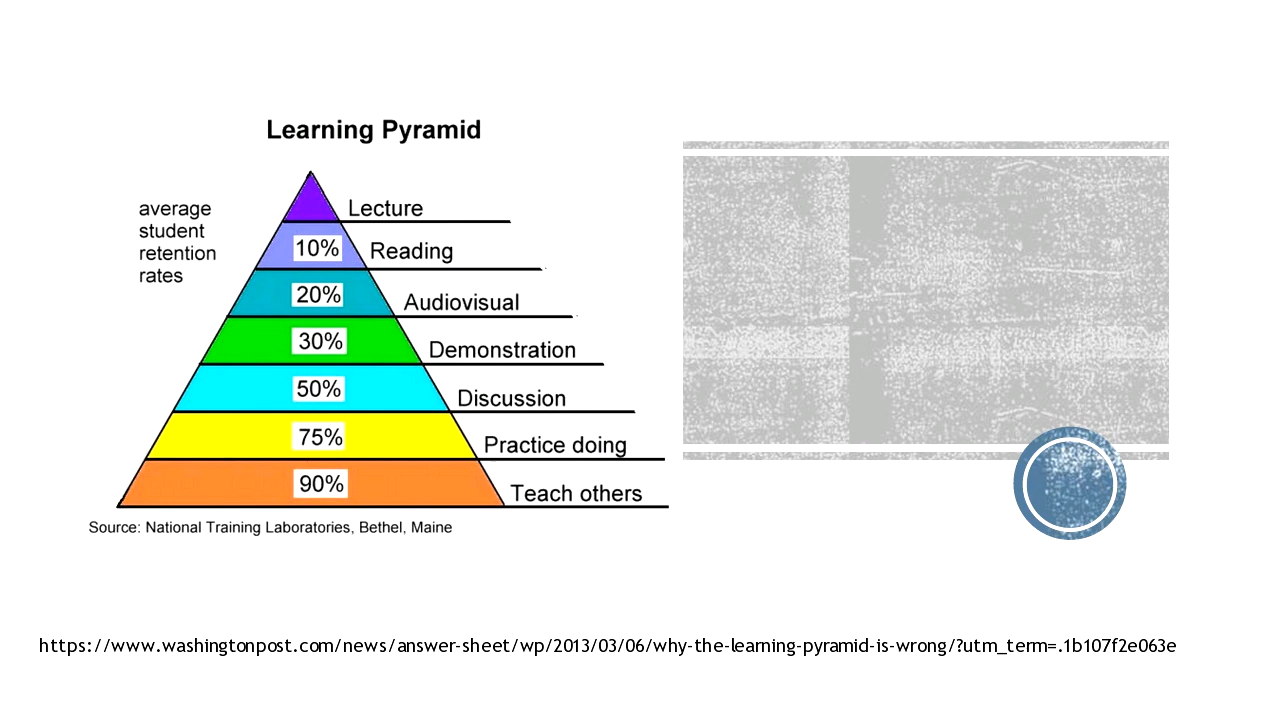 Learning Pyramid
average
student
retention
rates
Lecture
10% Reading
20% Audiovisual
30% Demonstration
50% Discussion
75% Practice doing
90% Teach others
Source: National Training Laboratories, Bethel, Maine
https://www.washingtonpost.com/news/answer-sheet/wp/2013/03/06/why-the-learning-pyramid-is-wrong/?utm_term=.1b107f2e063e